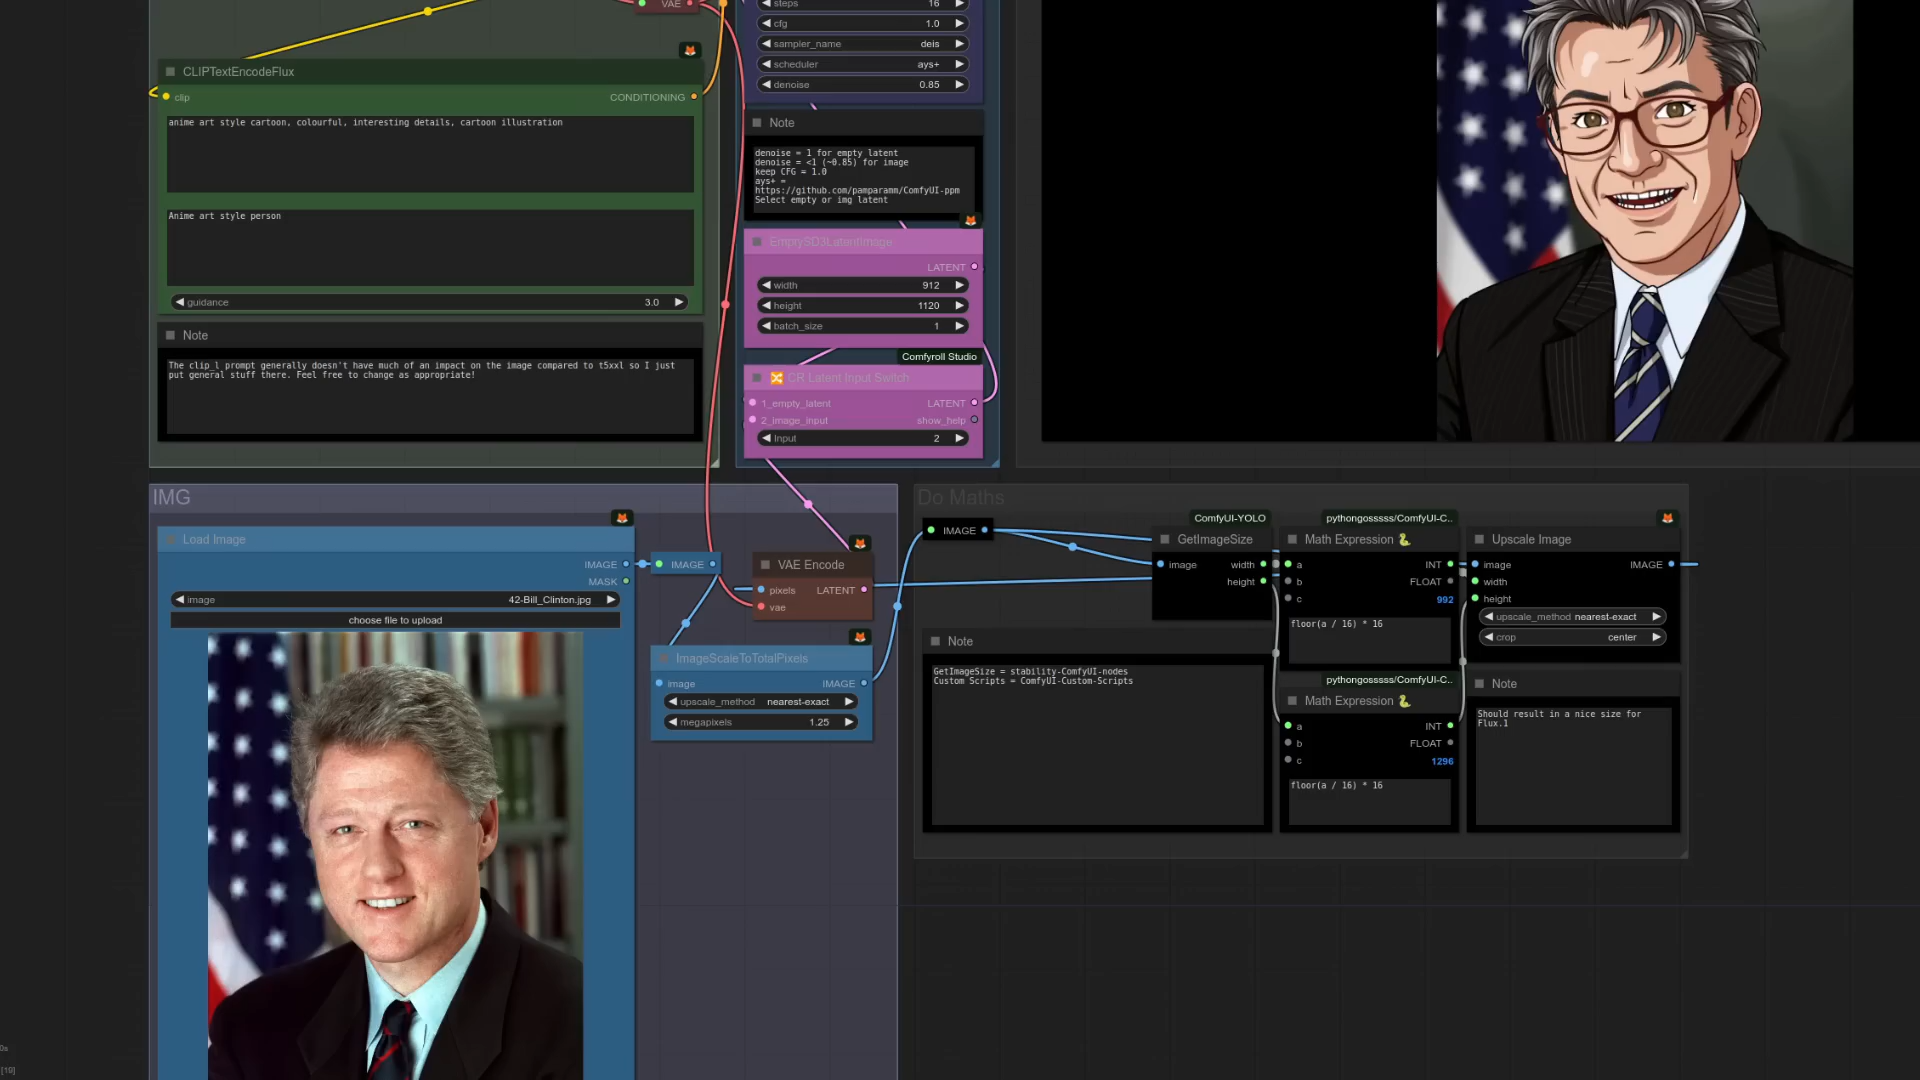 VAE
CLIPTextEncodeFlux
clip
CONDITIONING
anime art style cartoon, colourful, interesting details, cartoon illustration
Anime art style person
guidance 3.0
Note
The clip_l prompt generally doesn't have much of an impact on the image compared to t5xxl so I just
put general stuff there. Feel free to change as appropriate!
steps 16
cfg 1.0
sampler_name deis
scheduler ays+
denoise 0.85
Note
denoise = 1 for empty latent
denoise = <1 (~0.85) for image
keep CFG = 1.0
ays+ =
https://github.com/pamparamm/ComfyUI-ppm
Select empty or img latent
EmptySD3LatentImage
LATENT
width 912
height 1120
batch_size 1
Comfyroll Studio
CR Latent Input Switch
1_empty_latent LATENT
2_image_input show_help
Input 2
IMG
Load Image
IMAGE
MASK
image 42-Bill_Clinton.jpg
choose file to upload
IMAGE
VAE Encode
pixels LATENT
vae
ImageScaleToTotalPixels
image IMAGE
upscale_method nearest-exact
megapixels 1.25
Do Maths
IMAGE
ComfyUI-YOLO
GetImageSize
image width
height
Note
GetImageSize = stability-ComfyUI-nodes
Custom Scripts = ComfyUI-Custom-Scripts
pythongosssss/ComfyUI-C..
Math Expression
a INT
b FLOAT
c 992
floor(a / 16) * 16
pythongosssss/ComfyUI-C..
Math Expression
a INT
b FLOAT
c 1296
floor(a / 16) * 16
Upscale Image
image IMAGE
width
height
upscale_method nearest-exact
crop center
Note
Should result in a nice size for
Flux.1
0s
[19]